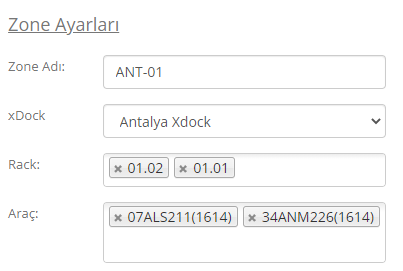 Zone Ayarları
Zone Adı: ANT-01
xDock Antalya Xdock
Rack: × 01.02 × 01.01
Araç: × 07ALS211(1614) × 34ANM226(1614)